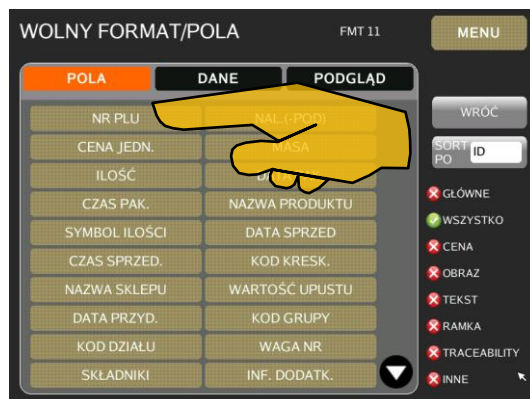 WOLNY FORMAT/POLA FMT 11 MENU
POLA DANE PODGLĄD
NR PLU NAL.(-POD)
CENA JEDN. MASA
ILOŚĆ
CZAS PAK. NAZWA PRODUKTU
SYMBOL ILOŚCI DATA SPRZED
CZAS SPRZED. KOD KRESK.
NAZWA SKLEPU WARTOŚĆ UPUSTU
DATA PRZYD. KOD GRUPY
KOD DZIAŁU WAGA NR
SKŁADNIKI INF. DODATK.
WRÓĆ
SORT PO ID
GŁÓWNE
WSZYSTKO
CENA
OBRAZ
TEKST
RAMKA
TRACEABILITY
INNE